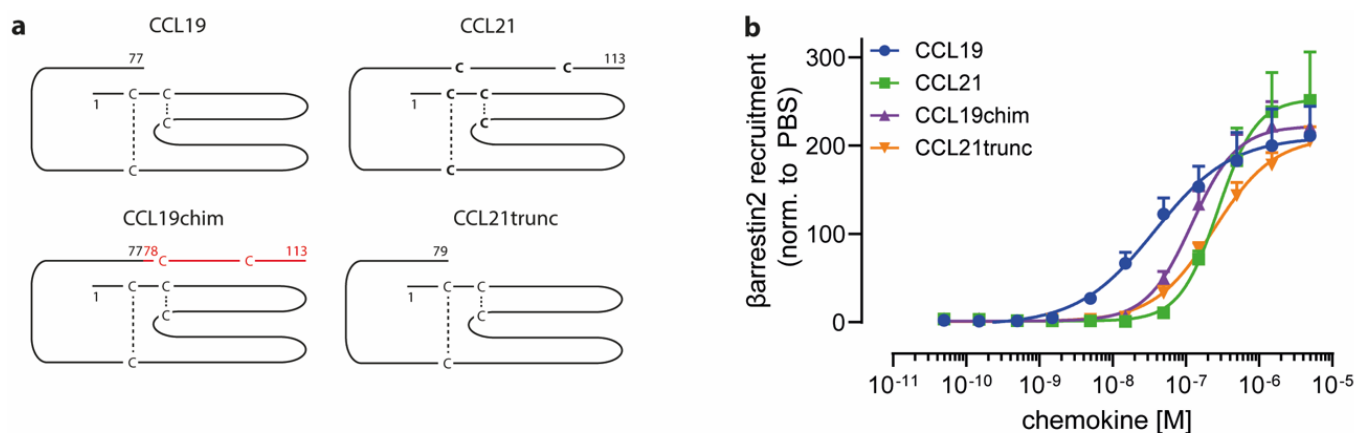 a
CCL19
CCL21
77
113
C C
1 C C
1 C C
C
C
C
C
CCL19chim
CCL21trunc
7778 113
79
C C
1 C C
1 C C
C
C
C
C
b
βarrestin2 recruitment
(norm. to PBS)
300
200
100
0
CCL19
CCL21
CCL19chim
CCL21trunc
10-11 10-10 10-9 10-8 10-7 10-6 10-5
chemokine [M]